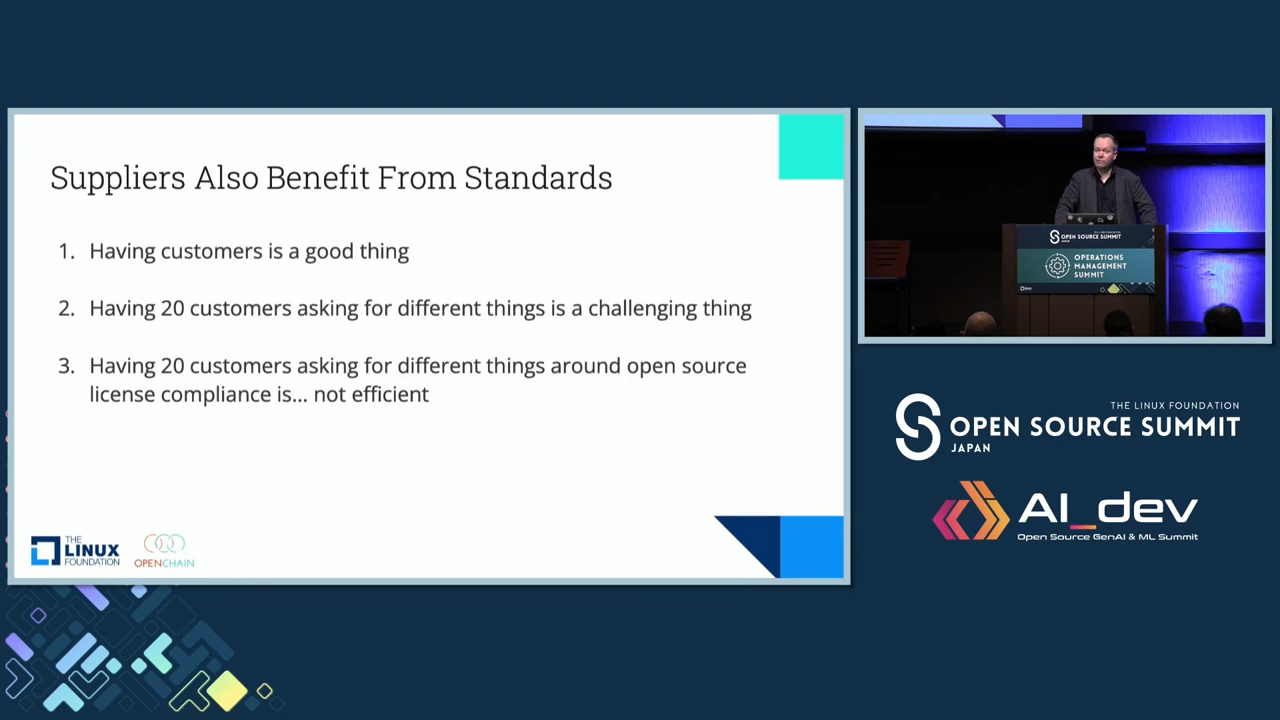 Suppliers Also Benefit From Standards
1. Having customers is a good thing
2. Having 20 customers asking for different things is a challenging thing
3. Having 20 customers asking for different things around open source
license compliance is... not efficient
THE
LINUX
FOUNDATION
OPENCHAIN
OPEN SOURCE SUMMIT
OPERATIONS
MANAGEMENT
SUMMIT
THE LINUX FOUNDATION
OPEN SOURCE SUMMIT
JAPAN
AI_dev
Open Source GenAI & ML Summit